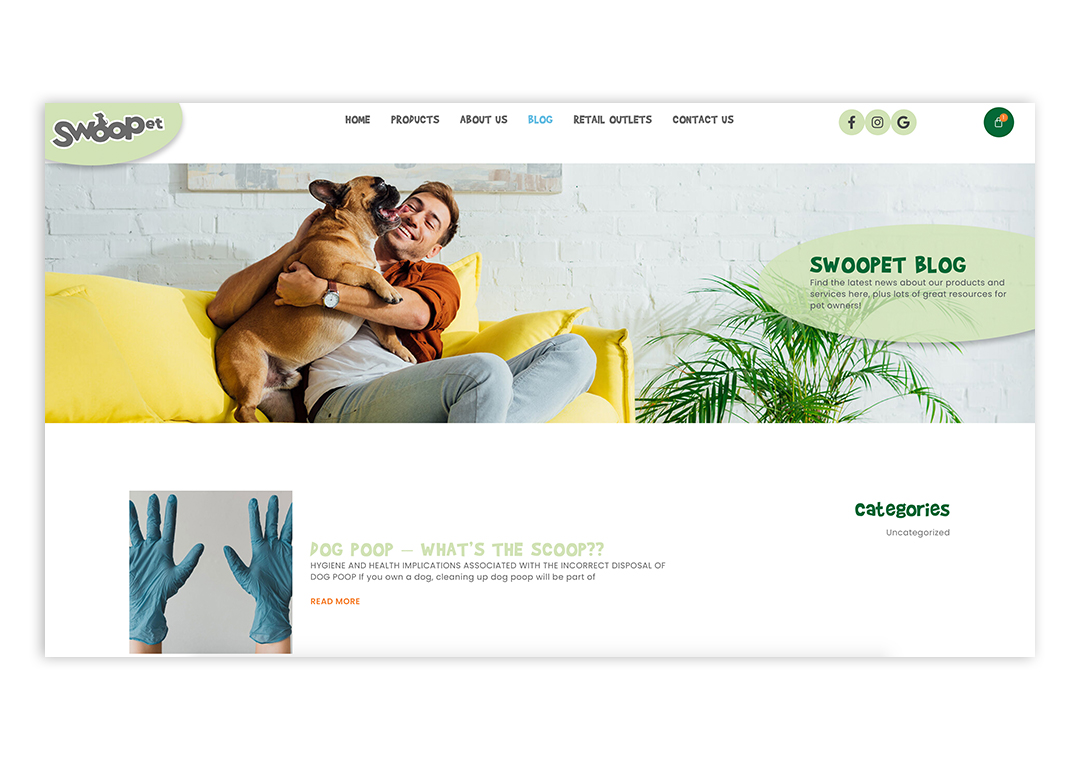 swoopet
HOME PRODUCTS ABOUT US BLOG RETAIL OUTLETS CONTACT US
1
SWOOPET BLOG
Find the latest news about our products and
services here, plus lots of great resources for
pet owners!
DOG POOP – WHAT'S THE SCOOP??
HYGIENE AND HEALTH IMPLICATIONS ASSOCIATED WITH THE INCORRECT DISPOSAL OF
DOG POOP If you own a dog, cleaning up dog poop will be part of
READ MORE
categories
Uncategorized